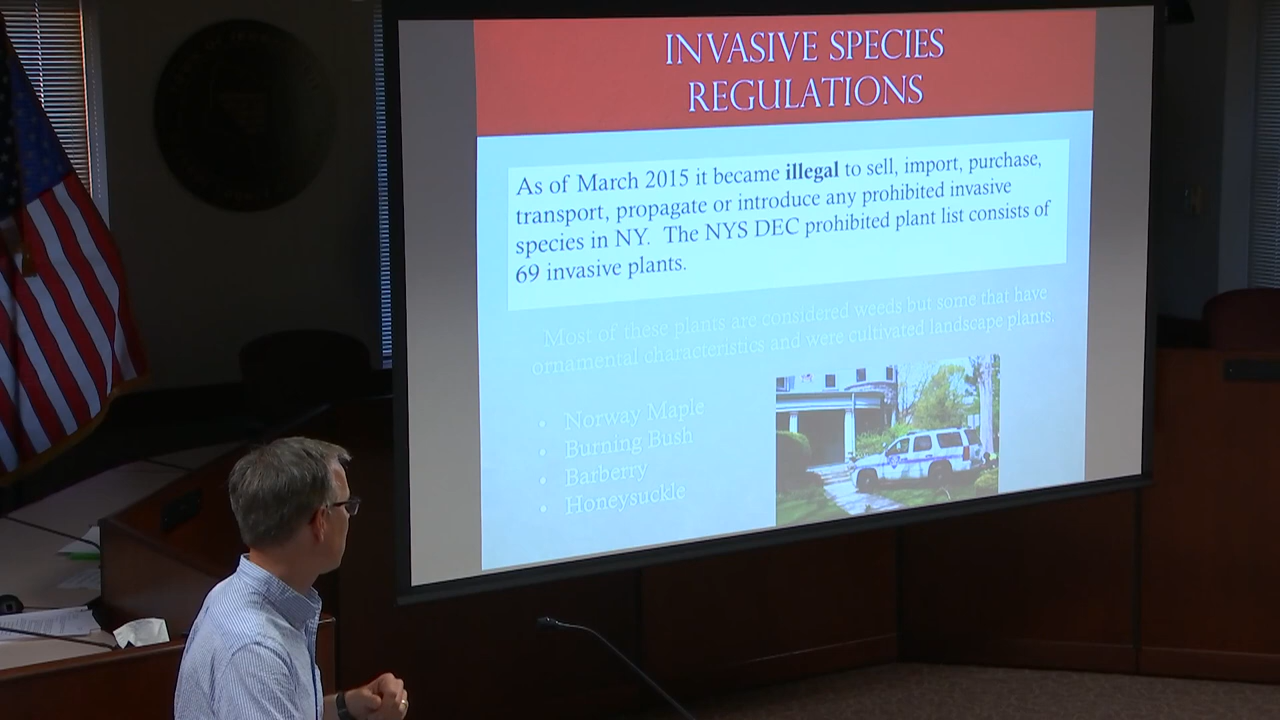 INVASIVE SPECIES
REGULATIONS
As of March 2015 it became illegal to sell, import, purchase,
transport, propagate or introduce any prohibited invasive
species in NY. The NYS DEC prohibited plant list consists of
69 invasive plants.
Most of these plants are considered weeds but some that have
ornamental characteristics and were cultivated landscape plants.
• Norway Maple
• Burning Bush
• Barberry
• Honeysuckle